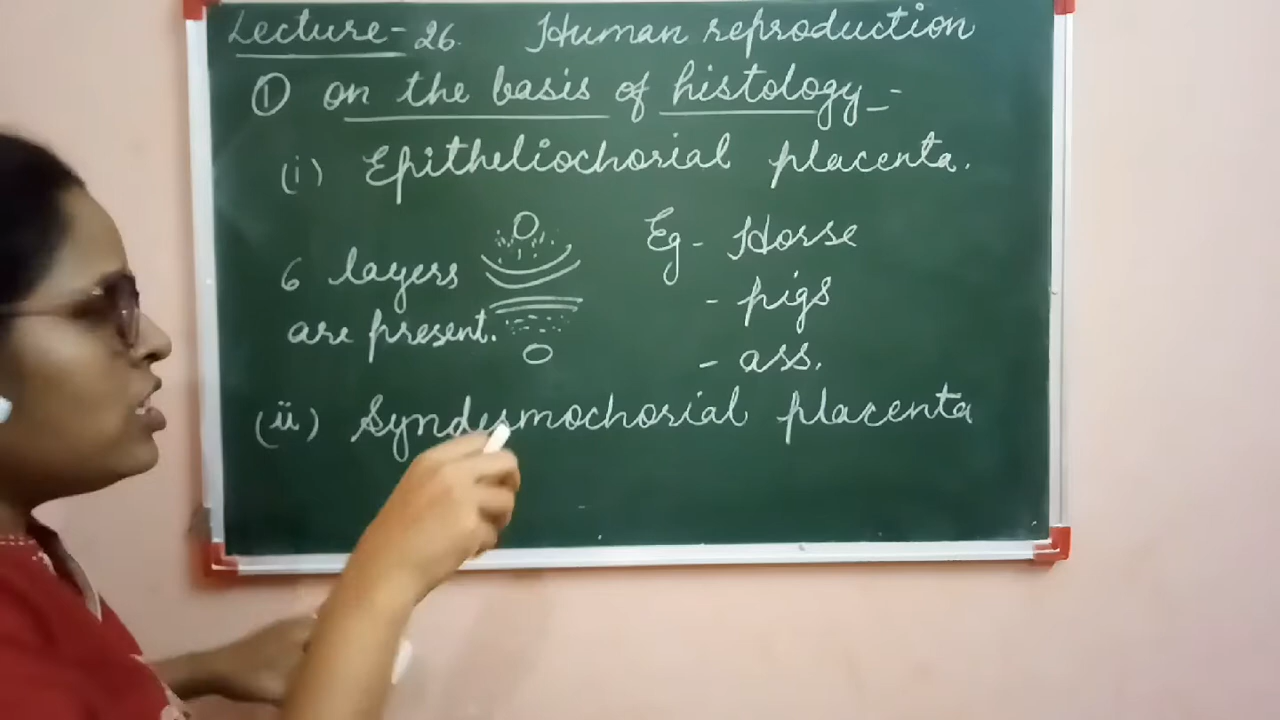 Lecture-26. Human reproduction
① on the basis of histology_-
(i) Epitheliochorial placenta.
6 layers
are present.
Eg- Horse
- pigs
- ass.
(ii) Syndesmochorial placenta